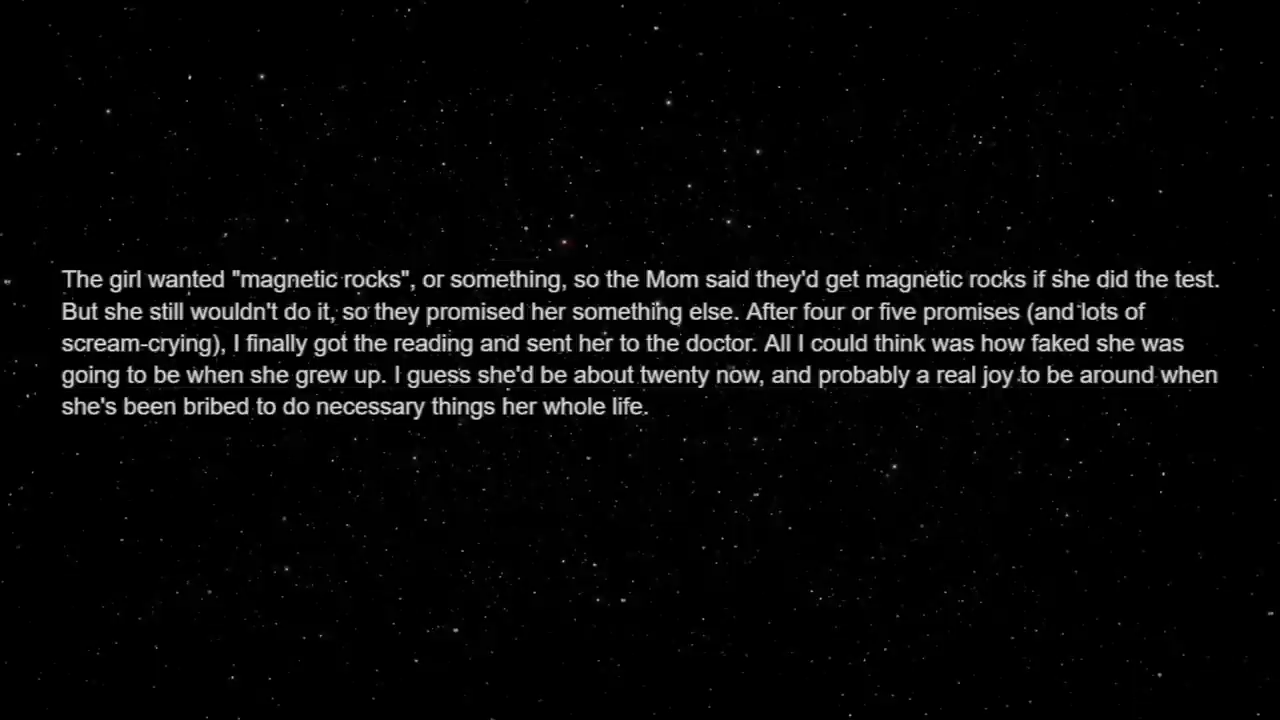 The girl wanted "magnetic rocks", or something, so the Mom said they'd get magnetic rocks if she did the test.
But she still wouldn't do it, so they promised her something else. After four or five promises (and lots of
scream-crying), I finally got the reading and sent her to the doctor. All I could think was how faked she was
going to be when she grew up. I guess she'd be about twenty now, and probably a real joy to be around when
she's been bribed to do necessary things her whole life.